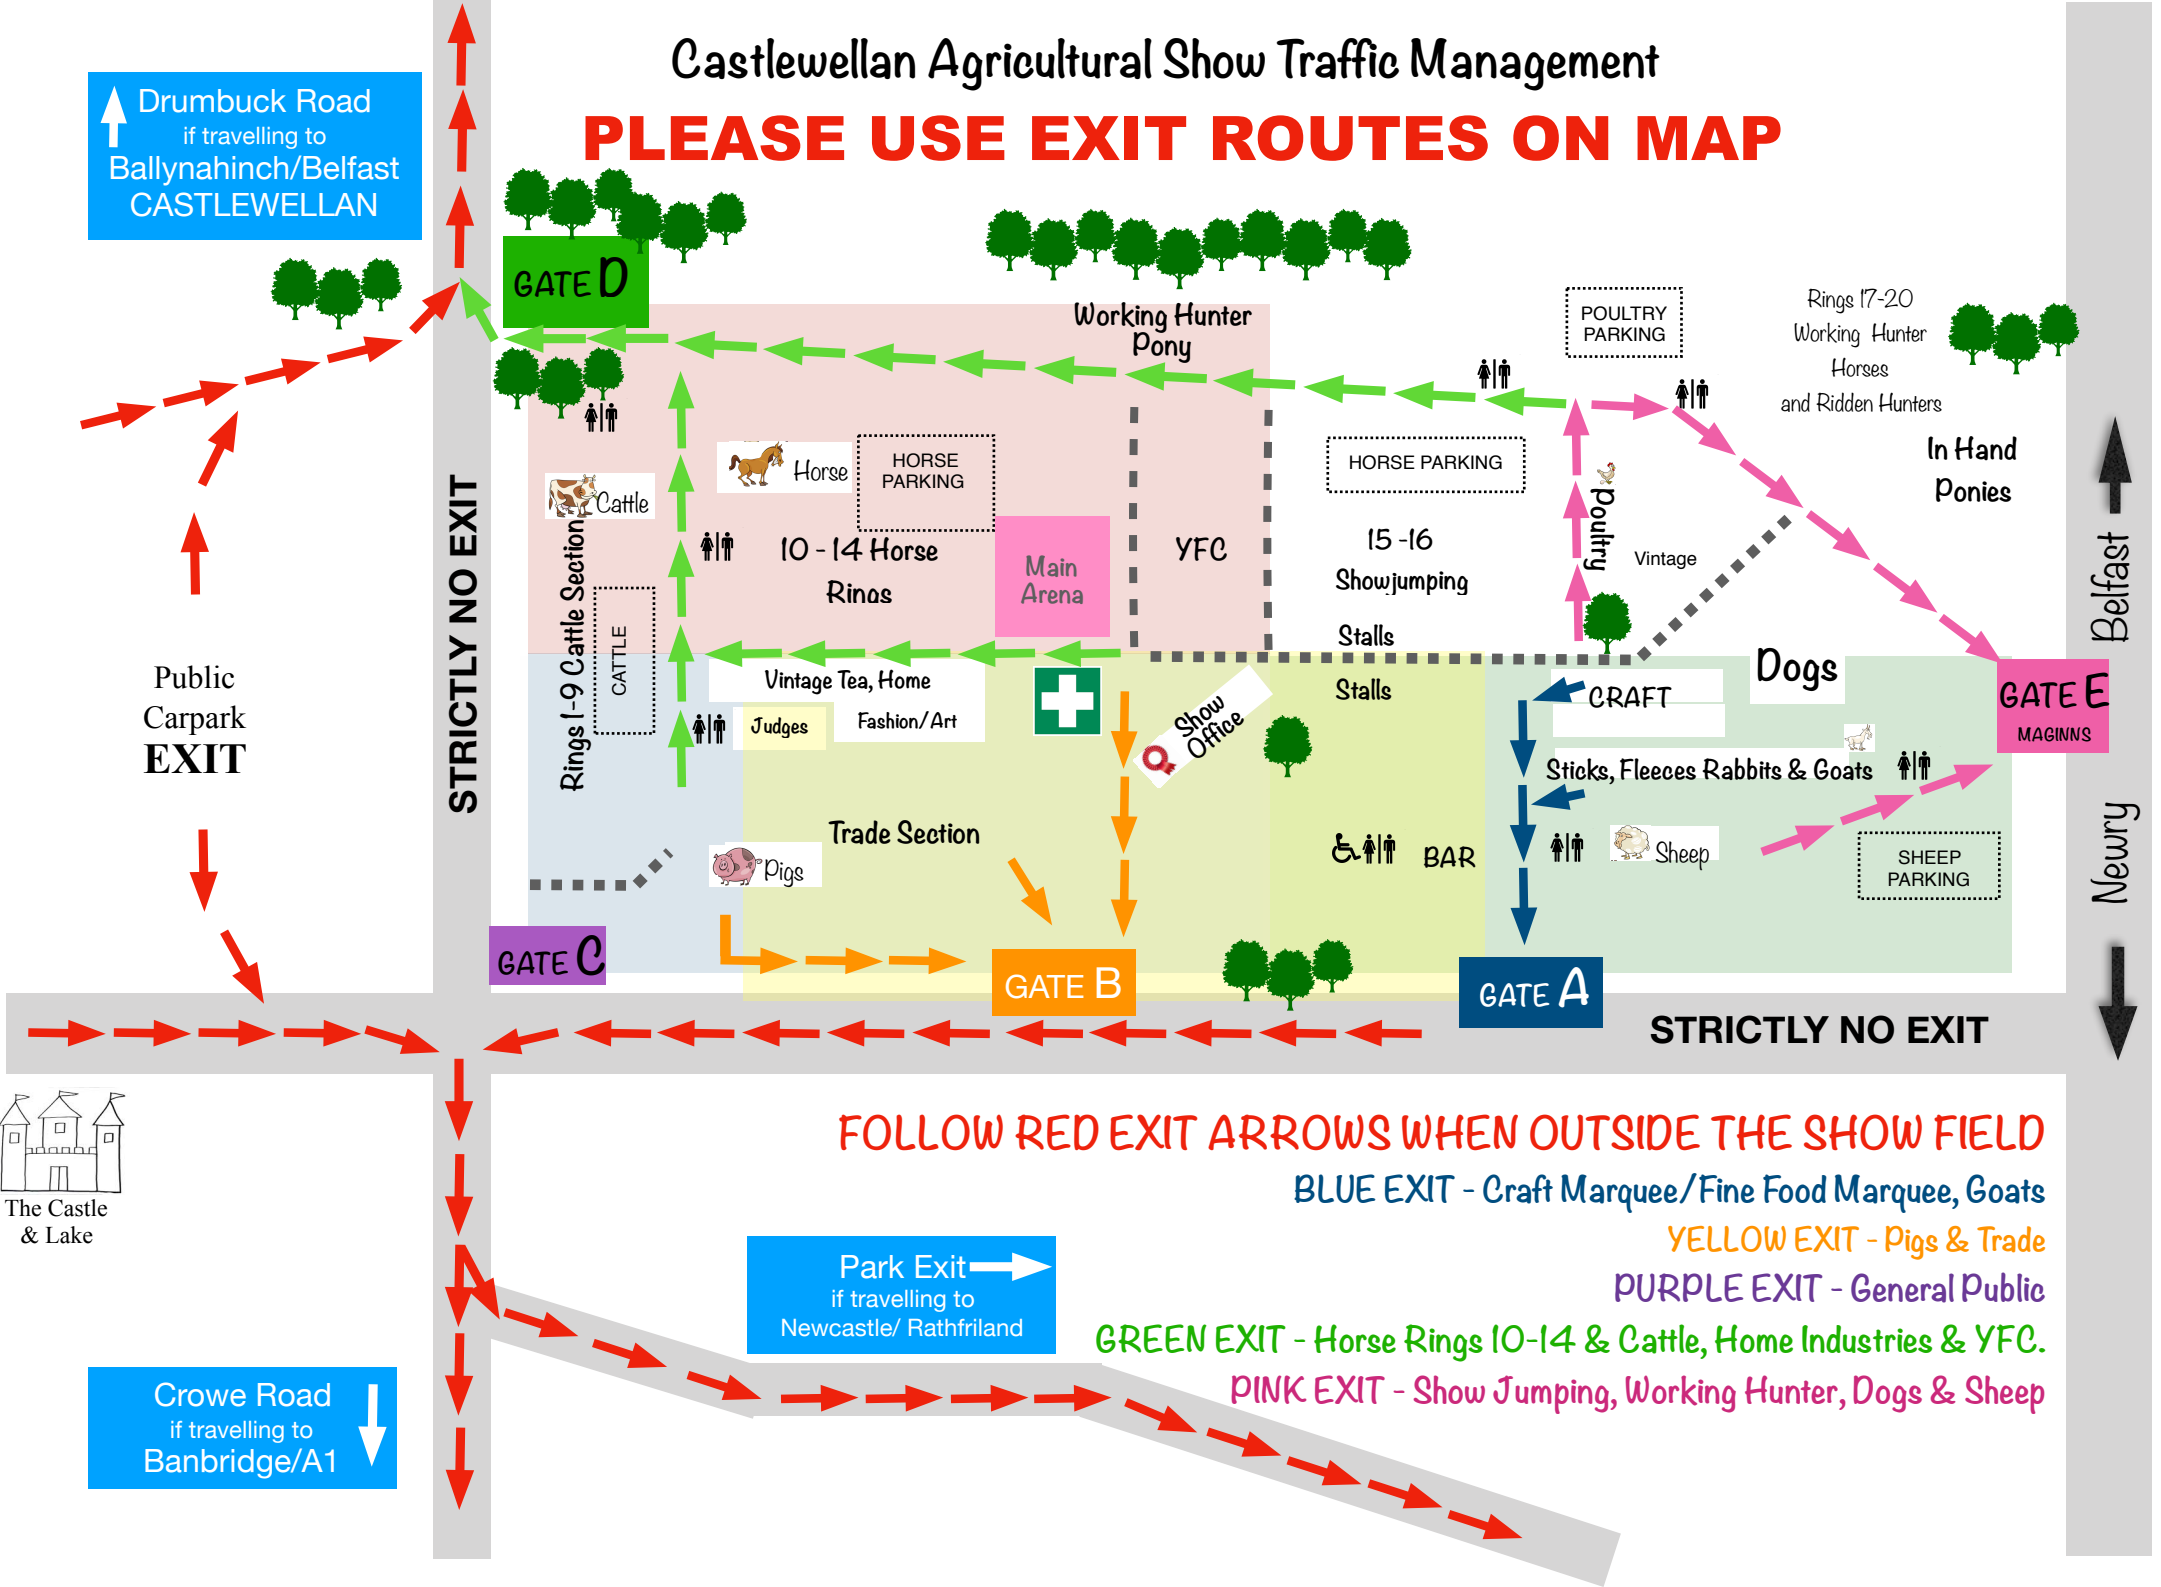 Castlewellan Agricultural Show Traffic Management
PLEASE USE EXIT ROUTES ON MAP
Drumbuck Road
if travelling to
Ballynahinch/Belfast
CASTLEWELLAN
GATE D
Working Hunter
Pony
POULTRY
PARKING
Rings 17-20
Working Hunter
Horses
and Ridden Hunters
In Hand
Ponies
Cattle
Horse
HORSE
PARKING
HORSE PARKING
Poultry
Vintage
10 - 14 Horse
Rings
Main
Arena
YFC
15 -16
Showjumping
Stalls
Stalls
STRICTLY NO EXIT
Rings 1-9 Cattle Section
CATTLE
Belfast
Newry
Public
Carpark
EXIT
Vintage Tea, Home
Judges
Fashion/Art
Show
Office
CRAFT
Dogs
GATE E
MAGINNS
Sticks, Fleeces Rabbits & Goats
Trade Section
Pigs
BAR
Sheep
SHEEP
PARKING
GATE C
GATE B
GATE A
STRICTLY NO EXIT
The Castle
& Lake
FOLLOW RED EXIT ARROWS WHEN OUTSIDE THE SHOW FIELD
BLUE EXIT - Craft Marquee/Fine Food Marquee, Goats
YELLOW EXIT - Pigs & Trade
PURPLE EXIT - General Public
GREEN EXIT - Horse Rings 10-14 & Cattle, Home Industries & YFC.
PINK EXIT - Show Jumping, Working Hunter, Dogs & Sheep
Park Exit
if travelling to
Newcastle/ Rathfriland
Crowe Road
if travelling to
Banbridge/A1